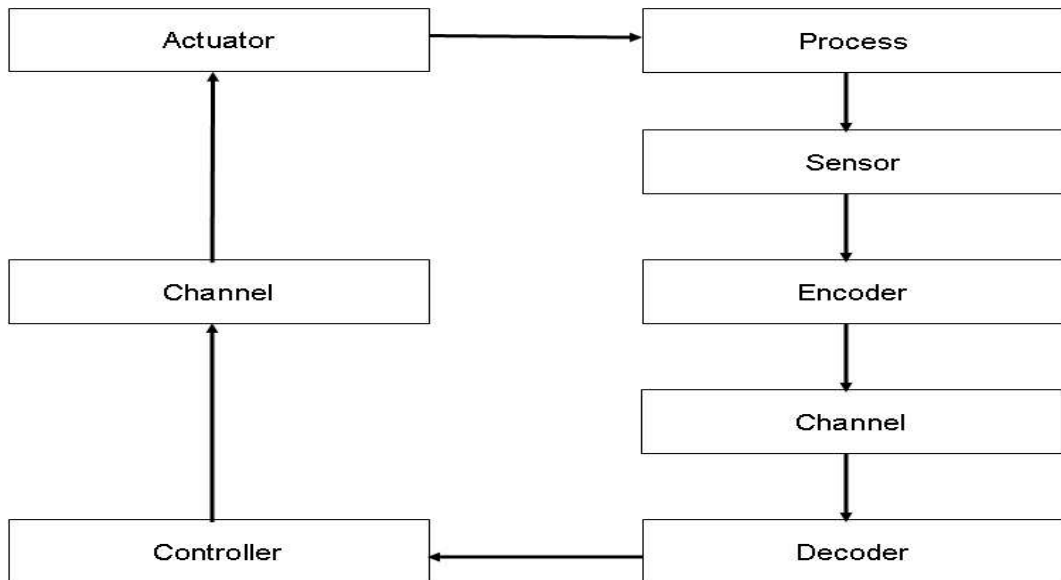 Actuator
Process
Sensor
Channel
Encoder
Channel
Controller
Decoder